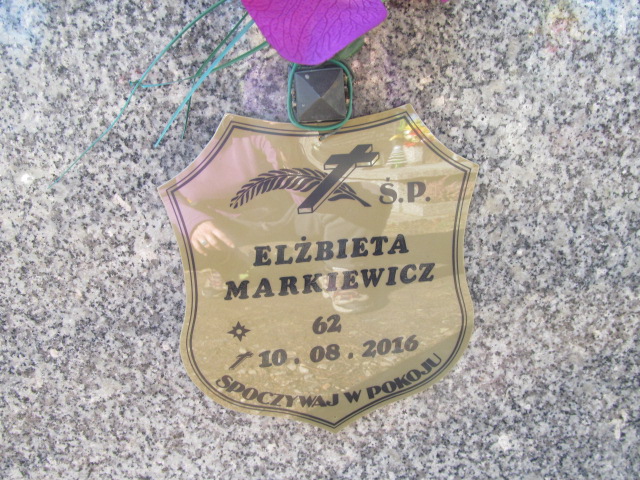 Ś.P.
ELŻBIETA
MARKIEWICZ
62
10.08.2016
SPOCZYWAJ W POKOJU